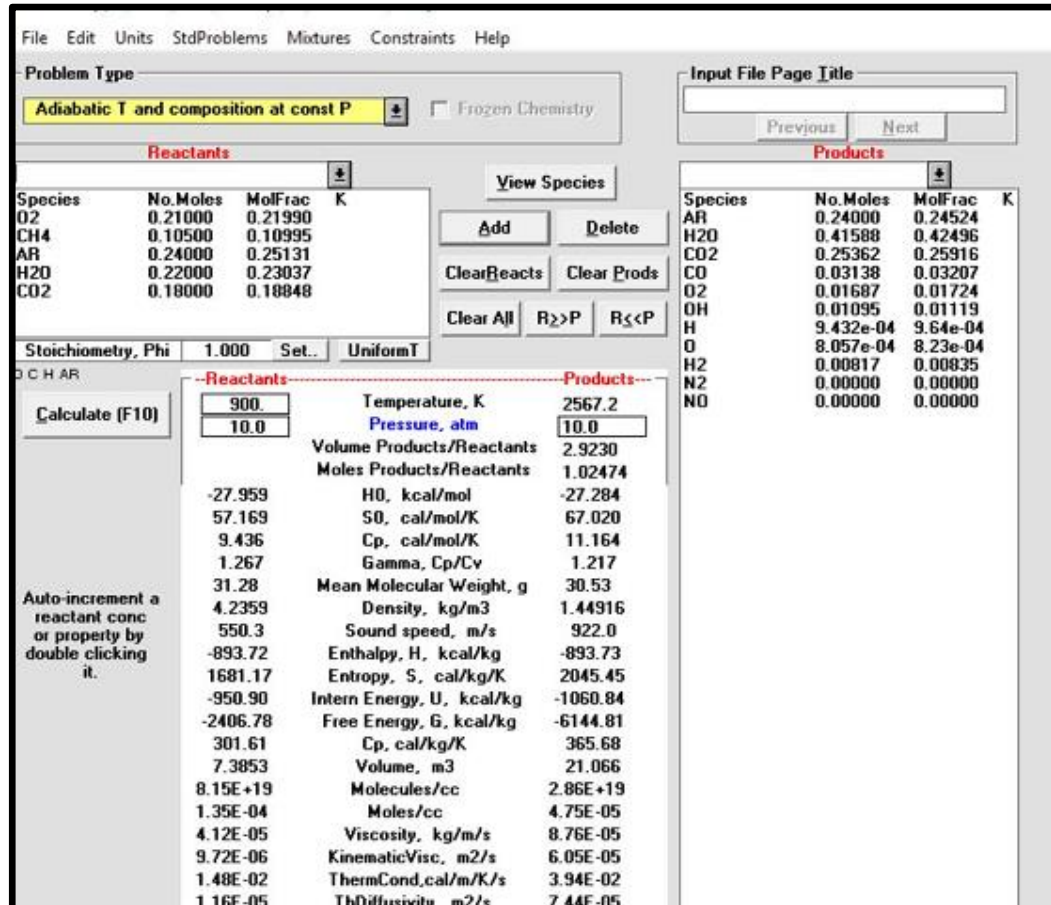 File Edit Units StdProblems Mixtures Constraints Help
Problem Type
Adiabatic T and composition at const P
Frozen Chemistry
Input File Page Title
Previous Next
Reactants
Species No.Moles MolFrac K
O2 0.21000 0.21990
CH4 0.10500 0.10995
AR 0.24000 0.25131
H2O 0.22000 0.23037
CO2 0.18000 0.18848
View Species
Add Delete
ClearReacts Clear Prods
Clear All R>>P R<<P
Products
Species No.Moles MolFrac K
AR 0.24000 0.24524
H2O 0.41588 0.42496
CO2 0.25362 0.25916
CO 0.03138 0.03207
O2 0.01687 0.01724
OH 0.01095 0.01119
H 9.432e-04 9.64e-04
O 8.057e-04 8.23e-04
H2 0.00817 0.00835
N2 0.00000 0.00000
NO 0.00000 0.00000
Stoichiometry, Phi 1.000 Set.. UniformT
O C H AR
Calculate (F10)
Auto-increment a
reactant conc
or property by
double clicking
it.
--Reactants-----Products---
900. Temperature, K 2567.2
10.0 Pressure, atm 10.0
Volume Products/Reactants 2.9230
Moles Products/Reactants 1.02474
-27.959 H0, kcal/mol -27.284
57.169 S0, cal/mol/K 67.020
9.436 Cp, cal/mol/K 11.164
1.267 Gamma, Cp/Cv 1.217
31.28 Mean Molecular Weight, g 30.53
4.2359 Density, kg/m3 1.44916
550.3 Sound speed, m/s 922.0
-893.72 Enthalpy, H, kcal/kg -893.73
1681.17 Entropy, S, cal/kg/K 2045.45
-950.90 Intern Energy, U, kcal/kg -1060.84
-2406.78 Free Energy, G, kcal/kg -6144.81
301.61 Cp, cal/kg/K 365.68
7.3853 Volume, m3 21.066
8.15E+19 Molecules/cc 2.86E+19
1.35E-04 Moles/cc 4.75E-05
4.12E-05 Viscosity, kg/m/s 8.76E-05
9.72E-06 KinematicVisc, m2/s 6.05E-05
1.48E-02 ThermCond,cal/m/K/s 3.94E-02
1.16E-05 ThDiffusivity, m2/s 7.44E-05